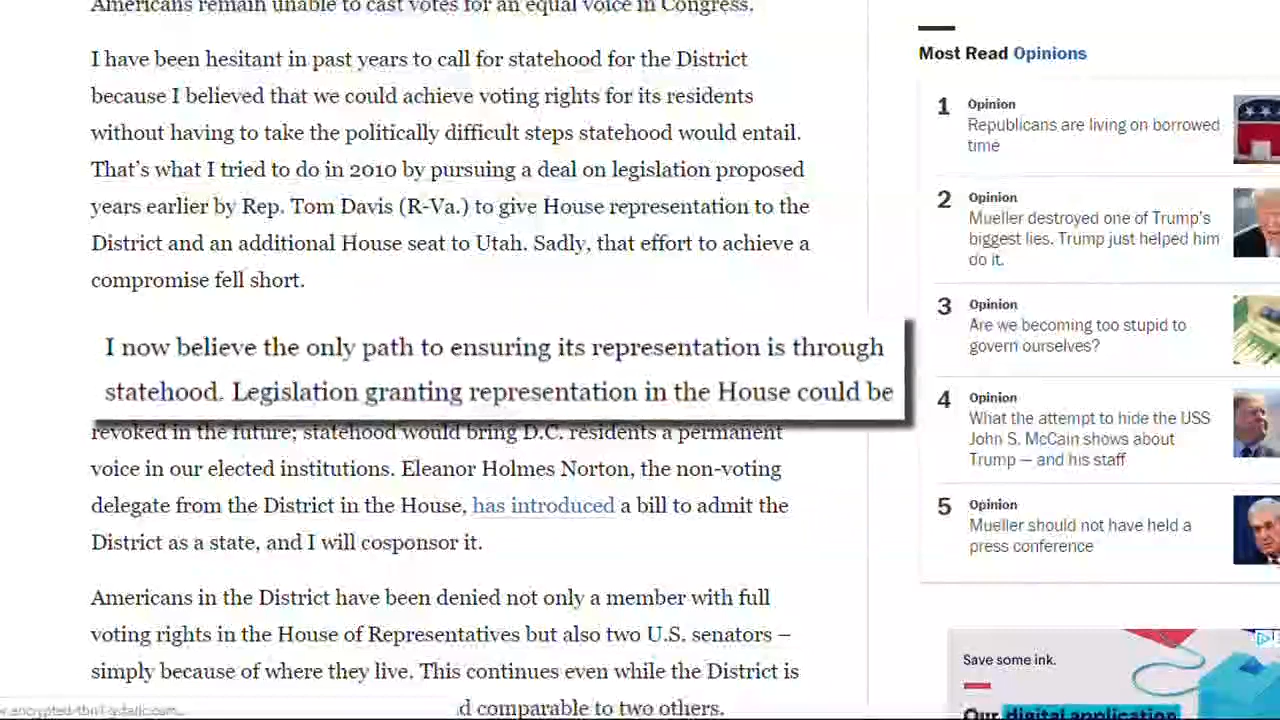 Americans remain unable to cast votes for an equal voice in Congress.
I have been hesitant in past years to call for statehood for the District
because I believed that we could achieve voting rights for its residents
without having to take the politically difficult steps statehood would entail.
That’s what I tried to do in 2010 by pursuing a deal on legislation proposed
years earlier by Rep. Tom Davis (R-Va.) to give House representation to the
District and an additional House seat to Utah. Sadly, that effort to achieve a
compromise fell short.
I now believe the only path to ensuring its representation is through
statehood. Legislation granting representation in the House could be
revoked in the future; statehood would bring D.C. residents a permanent
voice in our elected institutions. Eleanor Holmes Norton, the non-voting
delegate from the District in the House, has introduced a bill to admit the
District as a state, and I will cosponsor it.
Americans in the District have been denied not only a member with full
voting rights in the House of Representatives but also two U.S. senators –
simply because of where they live. This continues even while the District is
d comparable to two others.
Most Read Opinions
1
Opinion
Republicans are living on borrowed
time
2
Opinion
Mueller destroyed one of Trump’s
biggest lies. Trump just helped him
do it.
3
Opinion
Are we becoming too stupid to
govern ourselves?
4
Opinion
What the attempt to hide the USS
John S. McCain shows about
Trump — and his staff
5
Opinion
Mueller should not have held a
press conference
Save some ink.
Our digital application